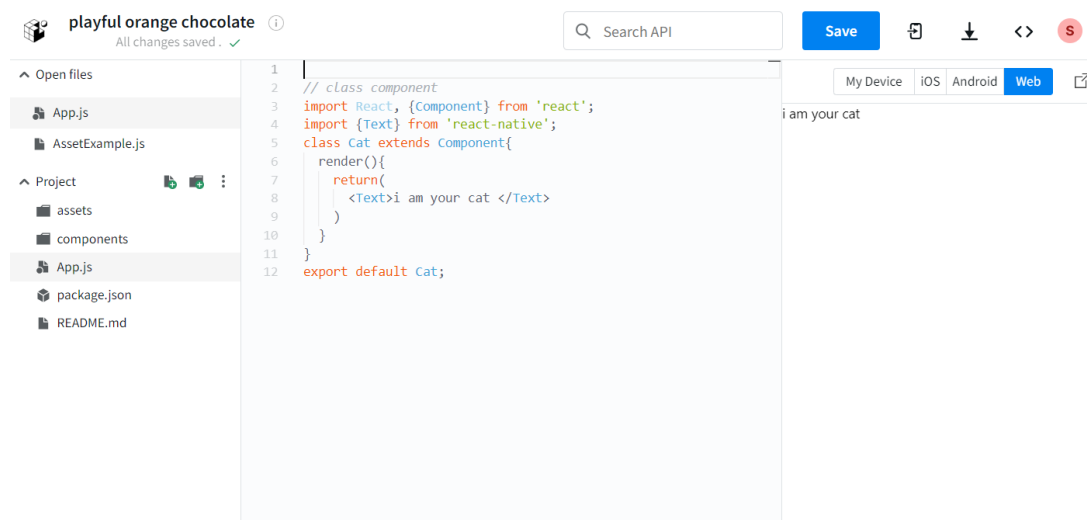 playful orange chocolate
All changes saved . 
Search API
Save
S
Open files
App.js
AssetExample.js
Project
assets
components
App.js
package.json
README.md
1
2 // class component
3 import React, {Component} from 'react';
4 import {Text} from 'react-native';
5 class Cat extends Component{
6 render(){
7 return(
8 <Text>i am your cat </Text>
9 )
10 }
11 }
12 export default Cat;
My Device iOS Android Web
i am your cat